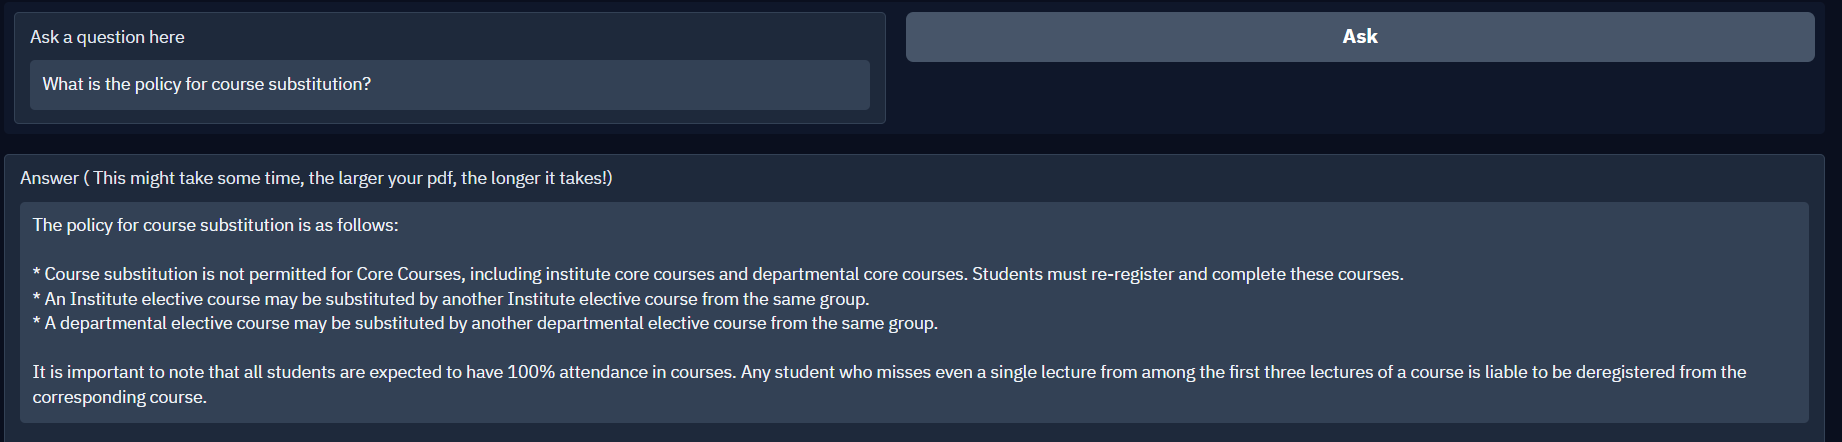 Ask a question here
Ask
What is the policy for course substitution?
Answer ( This might take some time, the larger your pdf, the longer it takes!)
The policy for course substitution is as follows:
* Course substitution is not permitted for Core Courses, including institute core courses and departmental core courses. Students must re-register and complete these courses.
* An Institute elective course may be substituted by another Institute elective course from the same group.
* A departmental elective course may be substituted by another departmental elective course from the same group.
It is important to note that all students are expected to have 100% attendance in courses. Any student who misses even a single lecture from among the first three lectures of a course is liable to be deregistered from the
corresponding course.